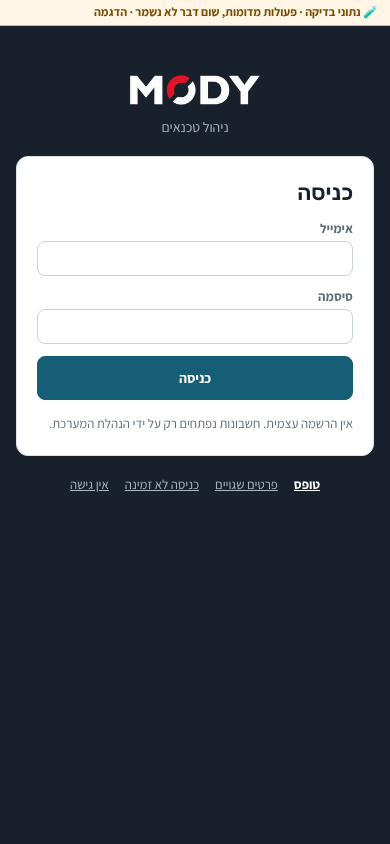 🧪 נתוני בדיקה · פעולות מדומות, שום דבר לא נשמר · הדגמה
MODY
ניהול טכנאים
כניסה
אימייל
סיסמה
כניסה
אין הרשמה עצמית. חשבונות נפתחים רק על ידי הנהלת המערכת.
טופס פרטים שגויים כניסה לא זמינה אין גישה